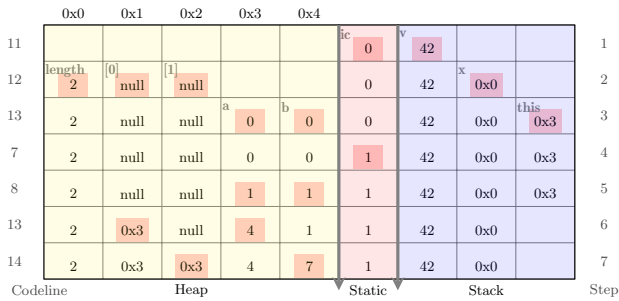 0x0 0x1 0x2 0x3 0x4
ic v
11 0 42 1
length [0] [1] x
12 2 null null 0 42 0x0 2
a b this
13 2 null null 0 0 0 42 0x0 0x3 3
7 2 null null 0 0 1 42 0x0 0x3 4
8 2 null null 1 1 1 42 0x0 0x3 5
13 2 0x3 null 4 1 1 42 0x0 6
14 2 0x3 0x3 4 7 1 42 0x0 7
Codeline Heap Static Stack Step